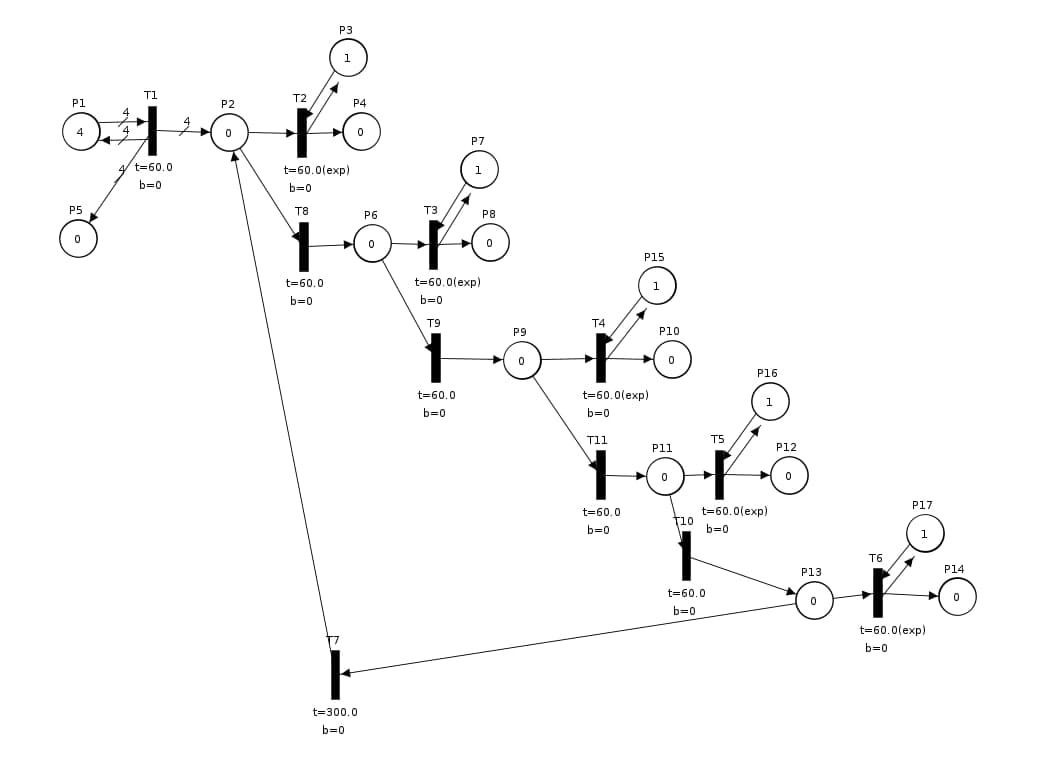 P3
1
T1
T2
P1
P2
P4
4
4
4
4
0
0
4
t=60.0
b=0
t=60.0(exp)
b=0
P7
1
P5
0
T8
P6
T3
P8
0
0
t=60.0
b=0
t=60.0(exp)
b=0
P15
1
T9
P9
T4
P10
0
0
t=60.0
b=0
t=60.0(exp)
b=0
P16
1
T11
P11
T5
P12
0
0
t=60.0
b=0
t=60.0(exp)
b=0
P17
1
T10
P13
T6
P14
0
0
t=60.0
b=0
t=60.0(exp)
b=0
T7
t=300.0
b=0